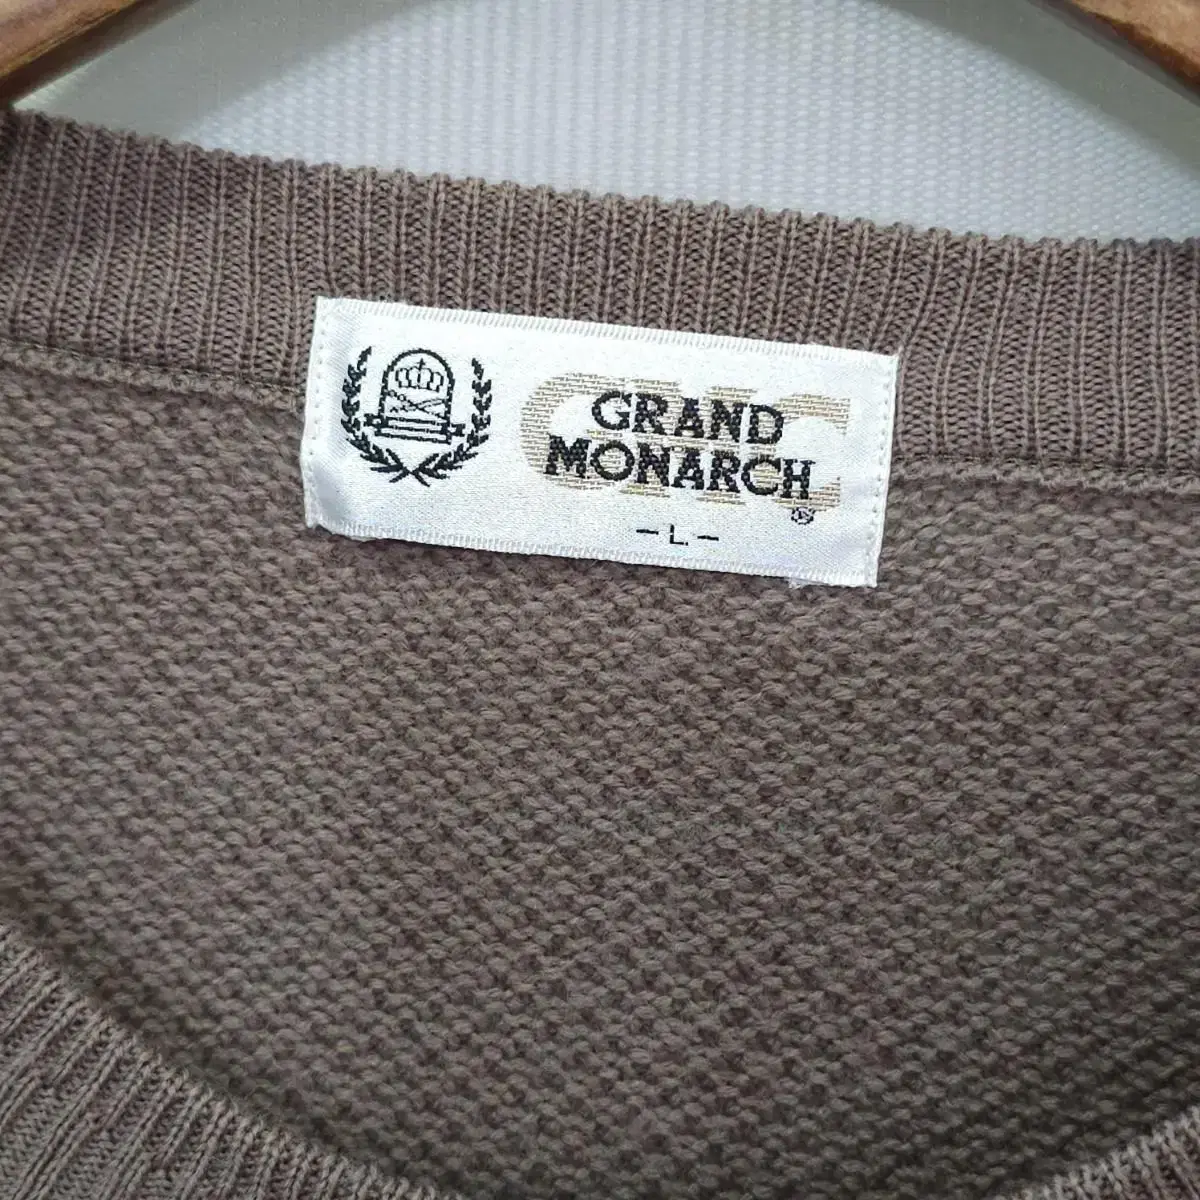 GRAND
MONARCH
®
-L-